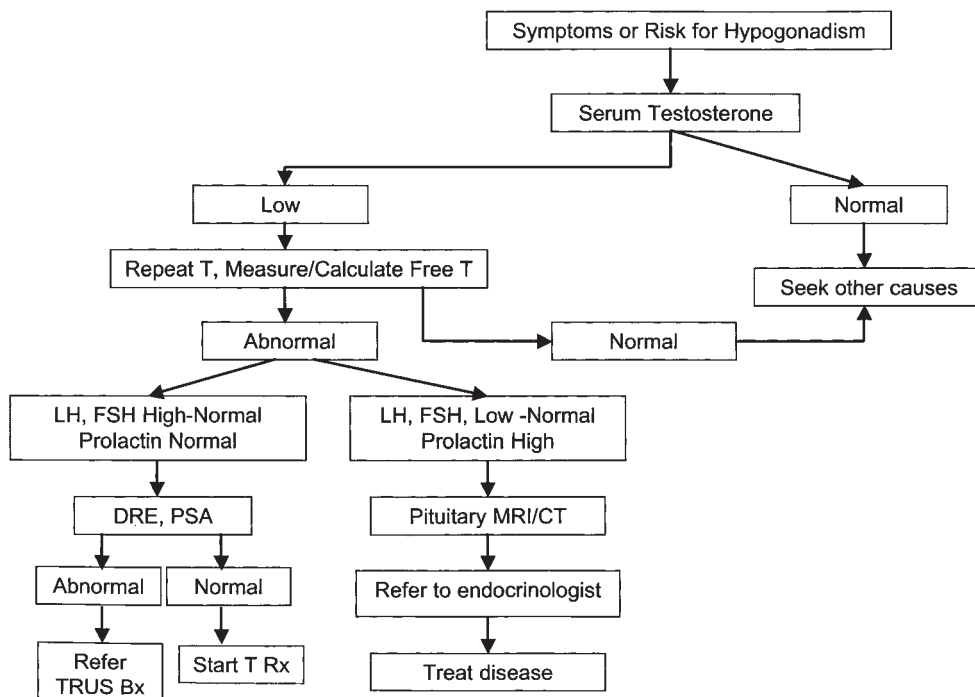 Symptoms or Risk for Hypogonadism
Serum Testosterone
Low
Normal
Repeat T, Measure/Calculate Free T
Seek other causes
Abnormal
Normal
LH, FSH High-Normal
Prolactin Normal
LH, FSH, Low -Normal
Prolactin High
DRE, PSA
Pituitary MRI/CT
Abnormal
Normal
Refer to endocrinologist
Refer
TRUS Bx
Start T Rx
Treat disease